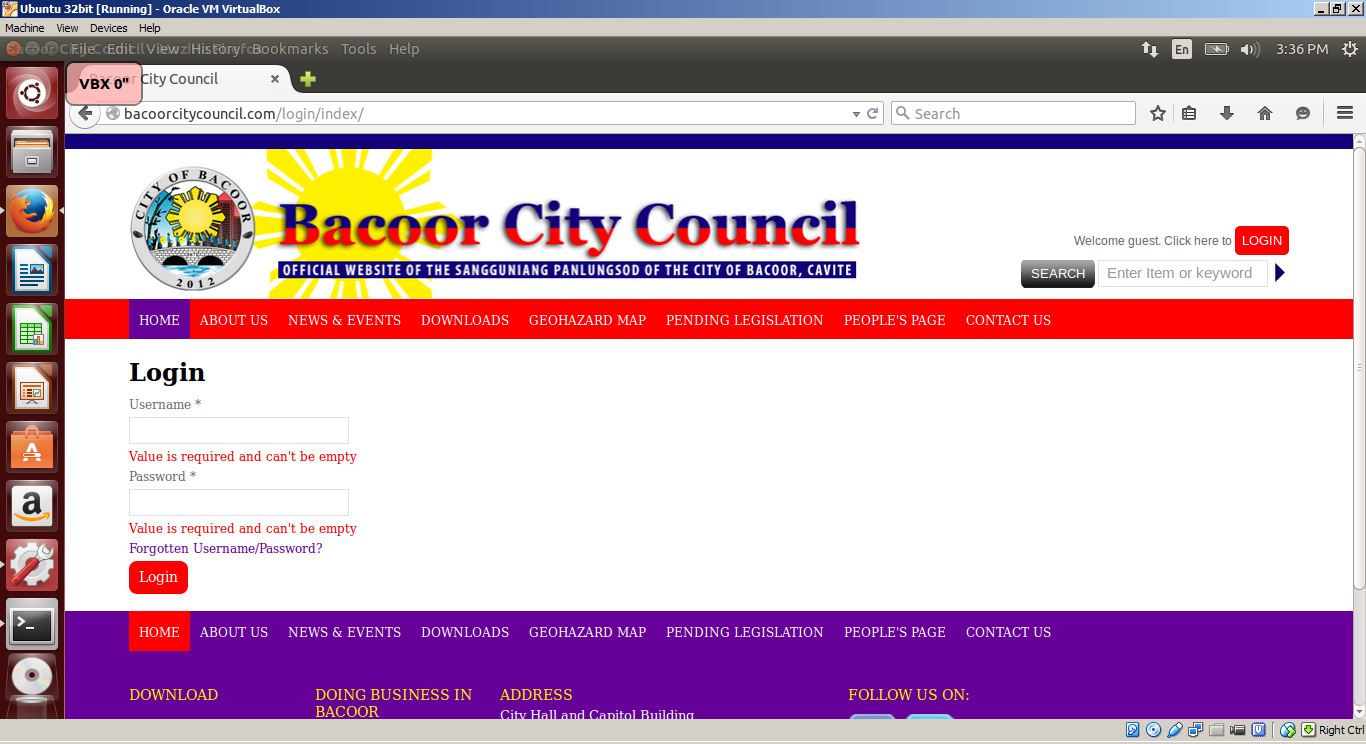 Ubuntu 32bit [Running] - Oracle VM VirtualBox
Machine View Devices Help
File Edit View History Bookmarks Tools Help
En 3:36 PM
VBX 0" City Council
bacoorcitycouncil.com/login/index/
Search
CITY OF BACOOR
2012
Bacoor City Council
OFFICIAL WEBSITE OF THE SANGGUNIANG PANLUNGSOD OF THE CITY OF BACOOR, CAVITE
Welcome guest. Click here to LOGIN
SEARCH Enter Item or keyword
HOME ABOUT US NEWS & EVENTS DOWNLOADS GEOHAZARD MAP PENDING LEGISLATION PEOPLE'S PAGE CONTACT US
Login
Username *
Value is required and can't be empty
Password *
Value is required and can't be empty
Forgotten Username/Password?
Login
HOME ABOUT US NEWS & EVENTS DOWNLOADS GEOHAZARD MAP PENDING LEGISLATION PEOPLE'S PAGE CONTACT US
DOWNLOAD
DOING BUSINESS IN
BACOOR
ADDRESS
City Hall and Capitol Building
FOLLOW US ON:
Right Ctrl